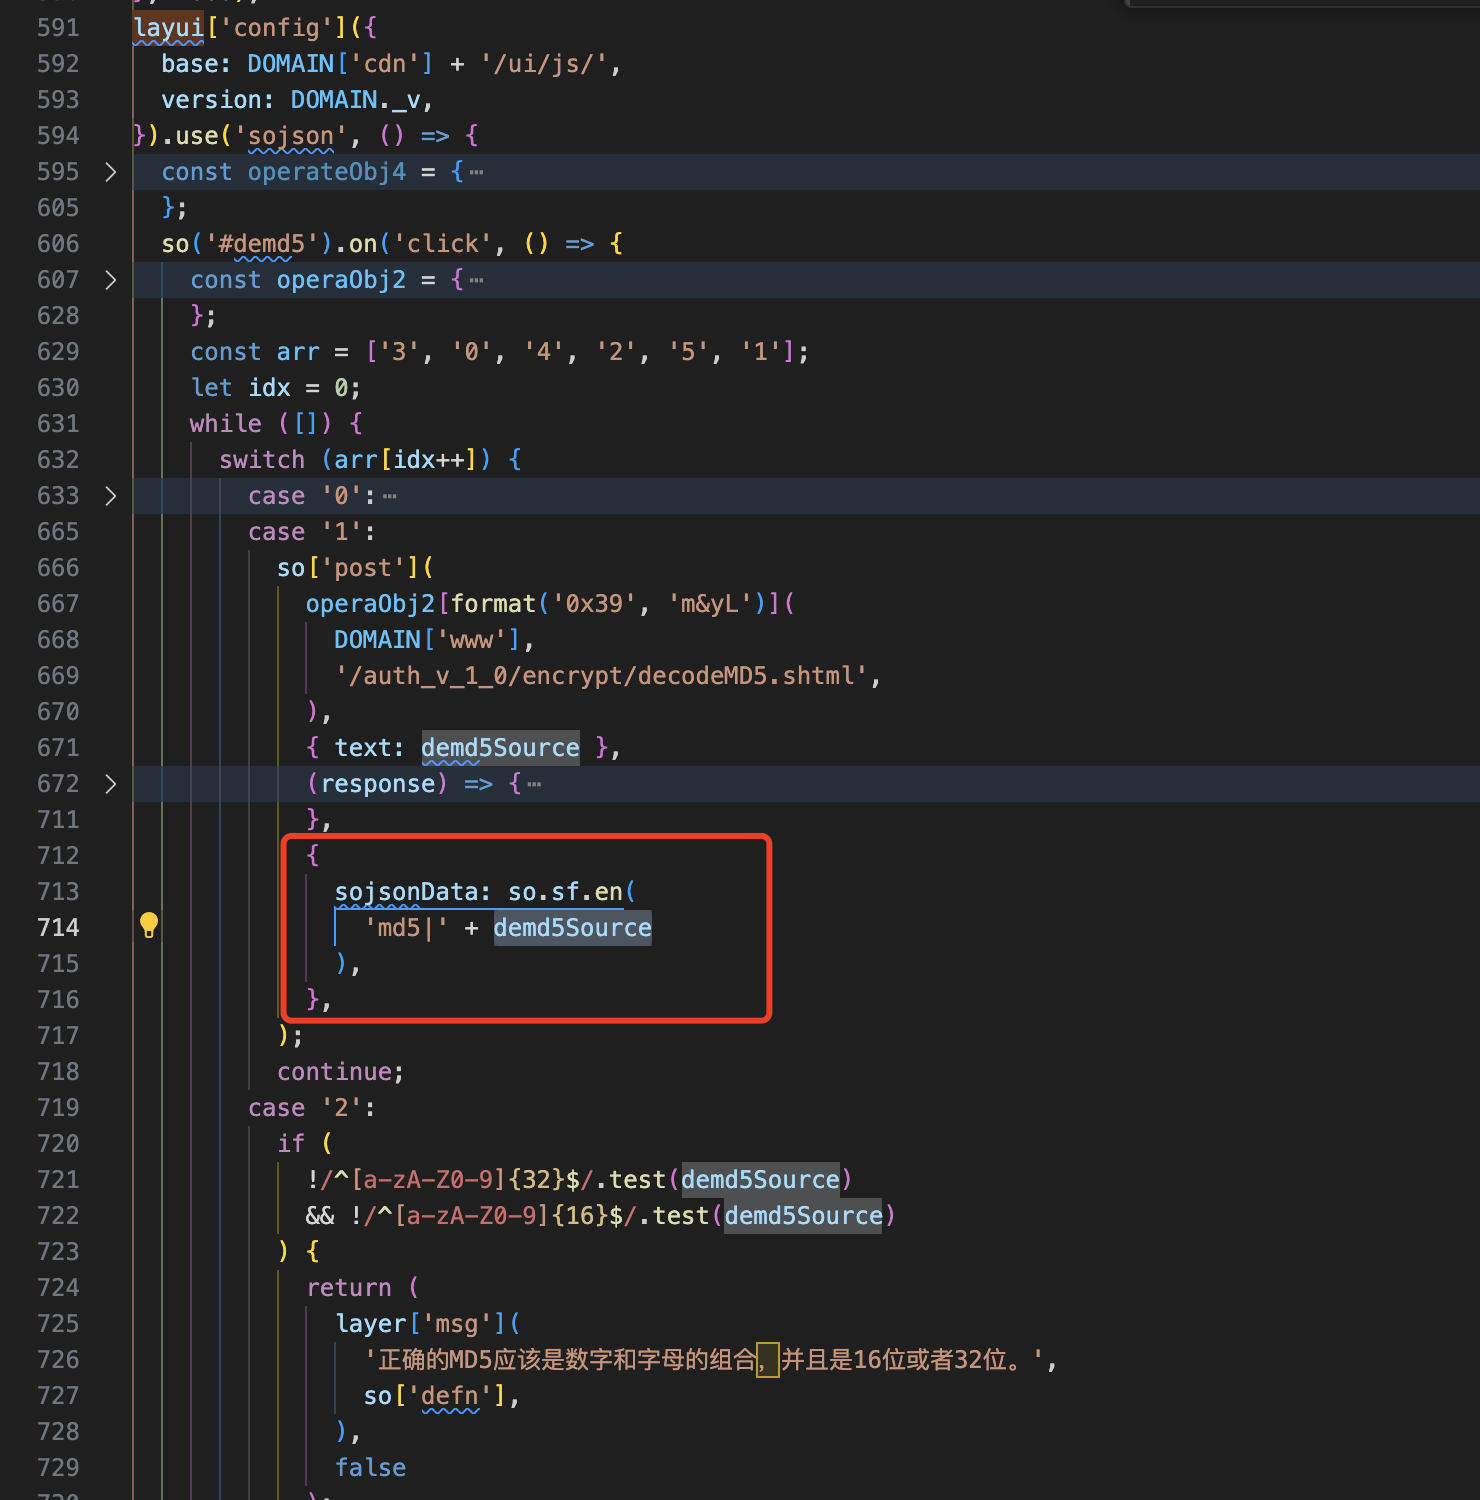 591 layui['config']({
592 base: DOMAIN['cdn'] + '/ui/js/',
593 version: DOMAIN._v,
594 }).use('sojson', () => {
595 const operateObj4 = {⋯
605 };
606 so('#demd5').on('click', () => {
607 const operaObj2 = {⋯
628 };
629 const arr = ['3', '0', '4', '2', '5', '1'];
630 let idx = 0;
631 while ([]) {
632 switch (arr[idx++]) {
633 case '0':⋯
665 case '1':
666 so['post'](
667 operaObj2[format('0x39', 'm&yL')](
668 DOMAIN['www'],
669 '/auth_v_1_0/encrypt/decodeMD5.shtml',
670 ),
671 { text: demd5Source },
672 (response) => {⋯
711 },
712 {
713 sojsonData: so.sf.en(
714 'md5|' + demd5Source
715 ),
716 },
717 );
718 continue;
719 case '2':
720 if (
721 !/^[a-zA-Z0-9]{32}$/.test(demd5Source)
722 && !/^[a-zA-Z0-9]{16}$/.test(demd5Source)
723 ) {
724 return (
725 layer['msg'](
726 '正确的MD5应该是数字和字母的组合，并且是16位或者32位。',
727 so['defn'],
728 ),
729 false